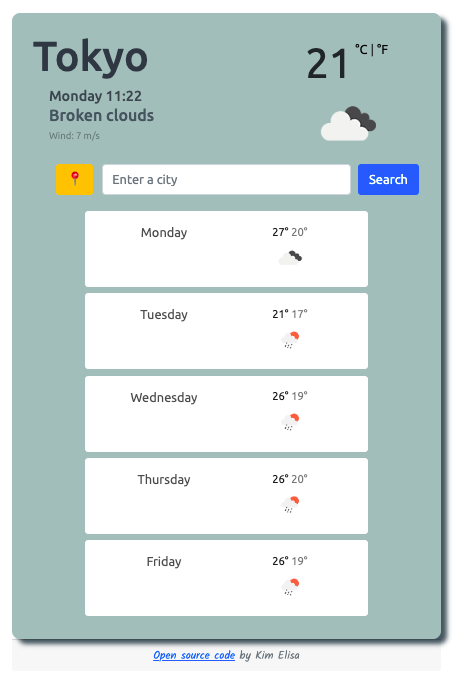 Tokyo
21 °C | °F
Monday 11:22
Broken clouds
Wind: 7 m/s
Enter a city
Search
Monday
27° 20°
Tuesday
21° 17°
Wednesday
26° 19°
Thursday
26° 20°
Friday
26° 19°
Open source code by Kim Elisa